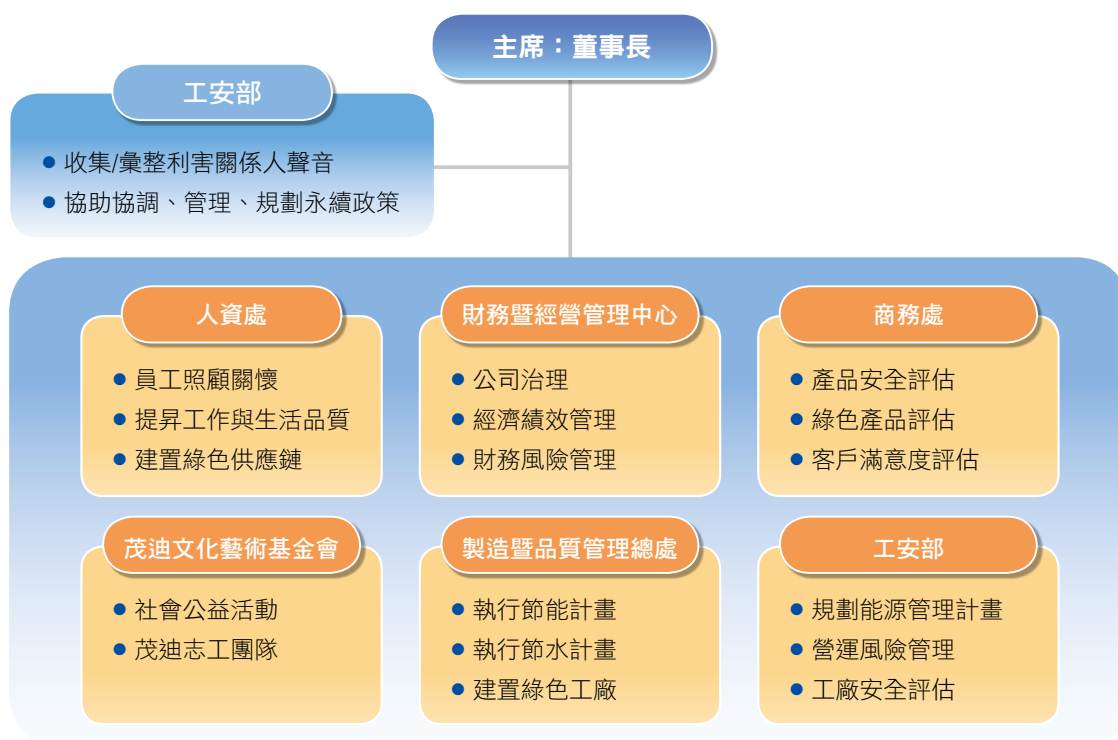 主席：董事長
工安部
收集/彙整利害關係人聲音
協助協調、管理、規劃永續政策
人資處
員工照顧關懷
提昇工作與生活品質
建置綠色供應鏈
財務暨經營管理中心
公司治理
經濟績效管理
財務風險管理
商務處
產品安全評估
綠色產品評估
客戶滿意度評估
茂迪文化藝術基金會
社會公益活動
茂迪志工團隊
製造暨品質管理總處
執行節能計畫
執行節水計畫
建置綠色工廠
工安部
規劃能源管理計畫
營運風險管理
工廠安全評估